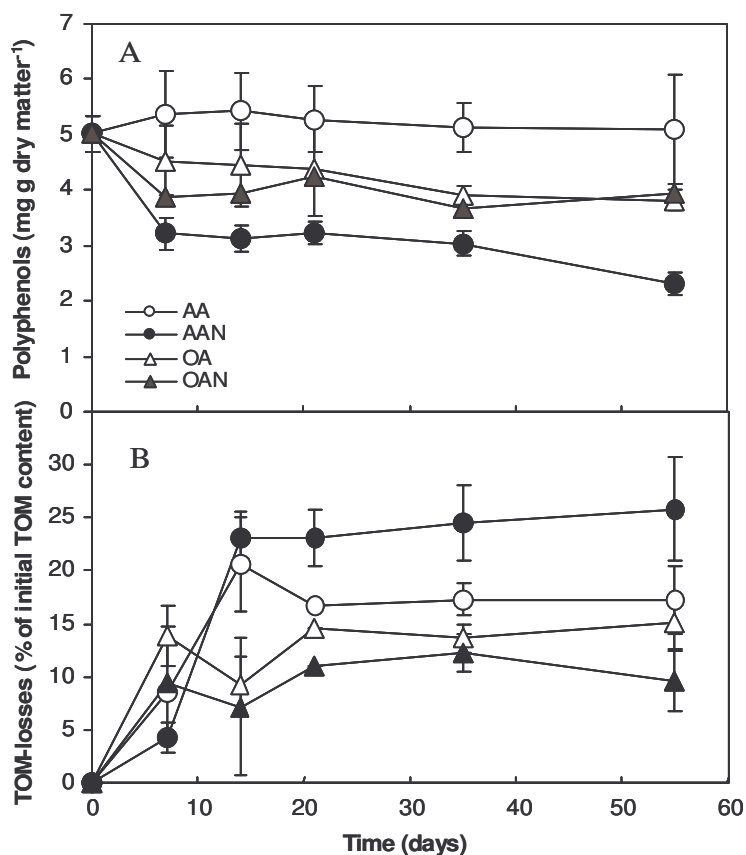 Polyphenols (mg g dry matter⁻¹)
7
6
5
4
3
2
1
0
A
AA
AAN
OA
OAN
TOM-losses (% of initial TOM content)
30
25
20
15
10
5
0
B
0
10
20
30
40
50
60
Time (days)